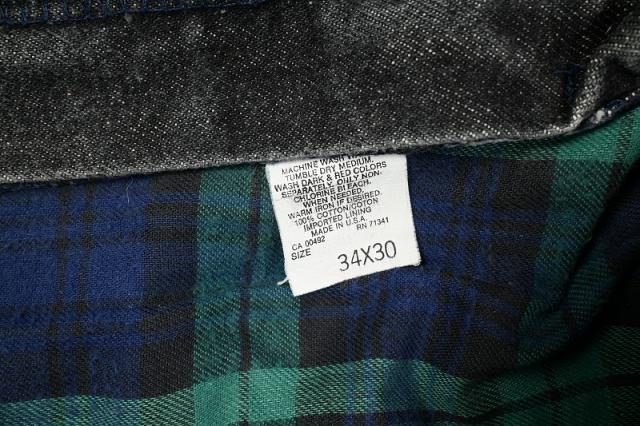 MACHINE WASH
TUMBLE DRY MEDIUM.
WASH DARK & RED COLORS
SEPARATELY. ONLY NON-
CHLORINE BLEACH.
WHEN NEEDED.
WARM IRON IF DESIRED.
100% COTTON/COTON
IMPORTED LINING
MADE IN U.S.A.
CA 00492 RN 71341
SIZE 34X30